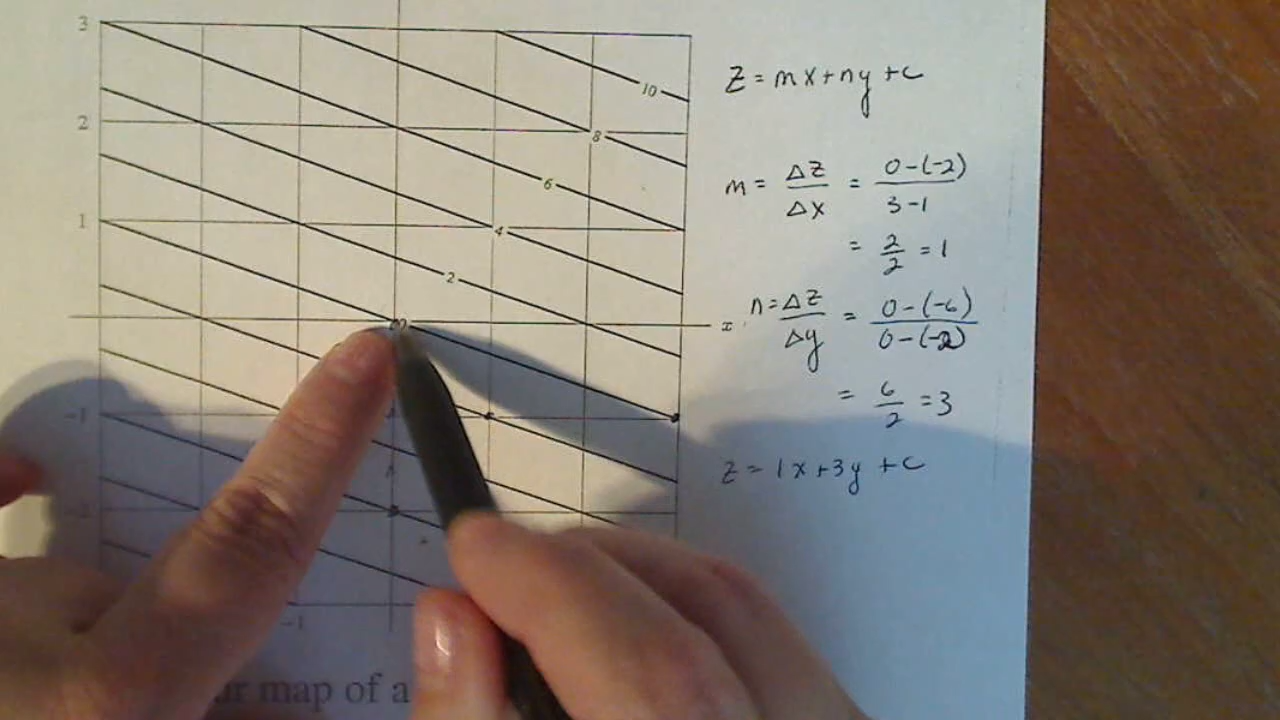 3
10
2
8
6
1
4
2
0
x
-1
-2
-1
ur map of a
z = mx + ny + c
m = Δz/Δx = 0-(-2)/3-1
= 2/2 = 1
n = Δz/Δy = 0-(-6)/0-(-2)
= 6/2 = 3
z = 1x + 3y + c